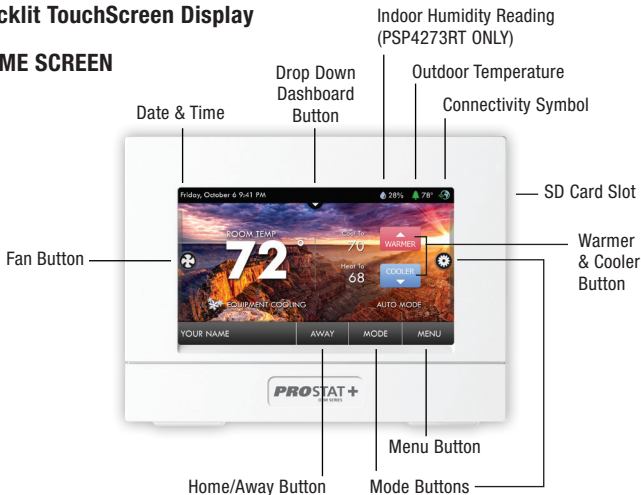 cklit TouchScreen Display
ME SCREEN
Indoor Humidity Reading
(PSP4273RT ONLY)
Drop Down
Dashboard
Button
Outdoor Temperature
Date & Time
Connectivity Symbol
SD Card Slot
Friday, October 6 9:41 PM
28%
78°
ROOM TEMP
72°
Cool To
70
WARMER
Heat To
68
COOLER
Fan Button
Warmer
& Cooler
Button
EQUIPMENT COOLING
AUTO MODE
YOUR NAME
AWAY
MODE
MENU
PROSTAT+
Menu Button
Home/Away Button
Mode Buttons